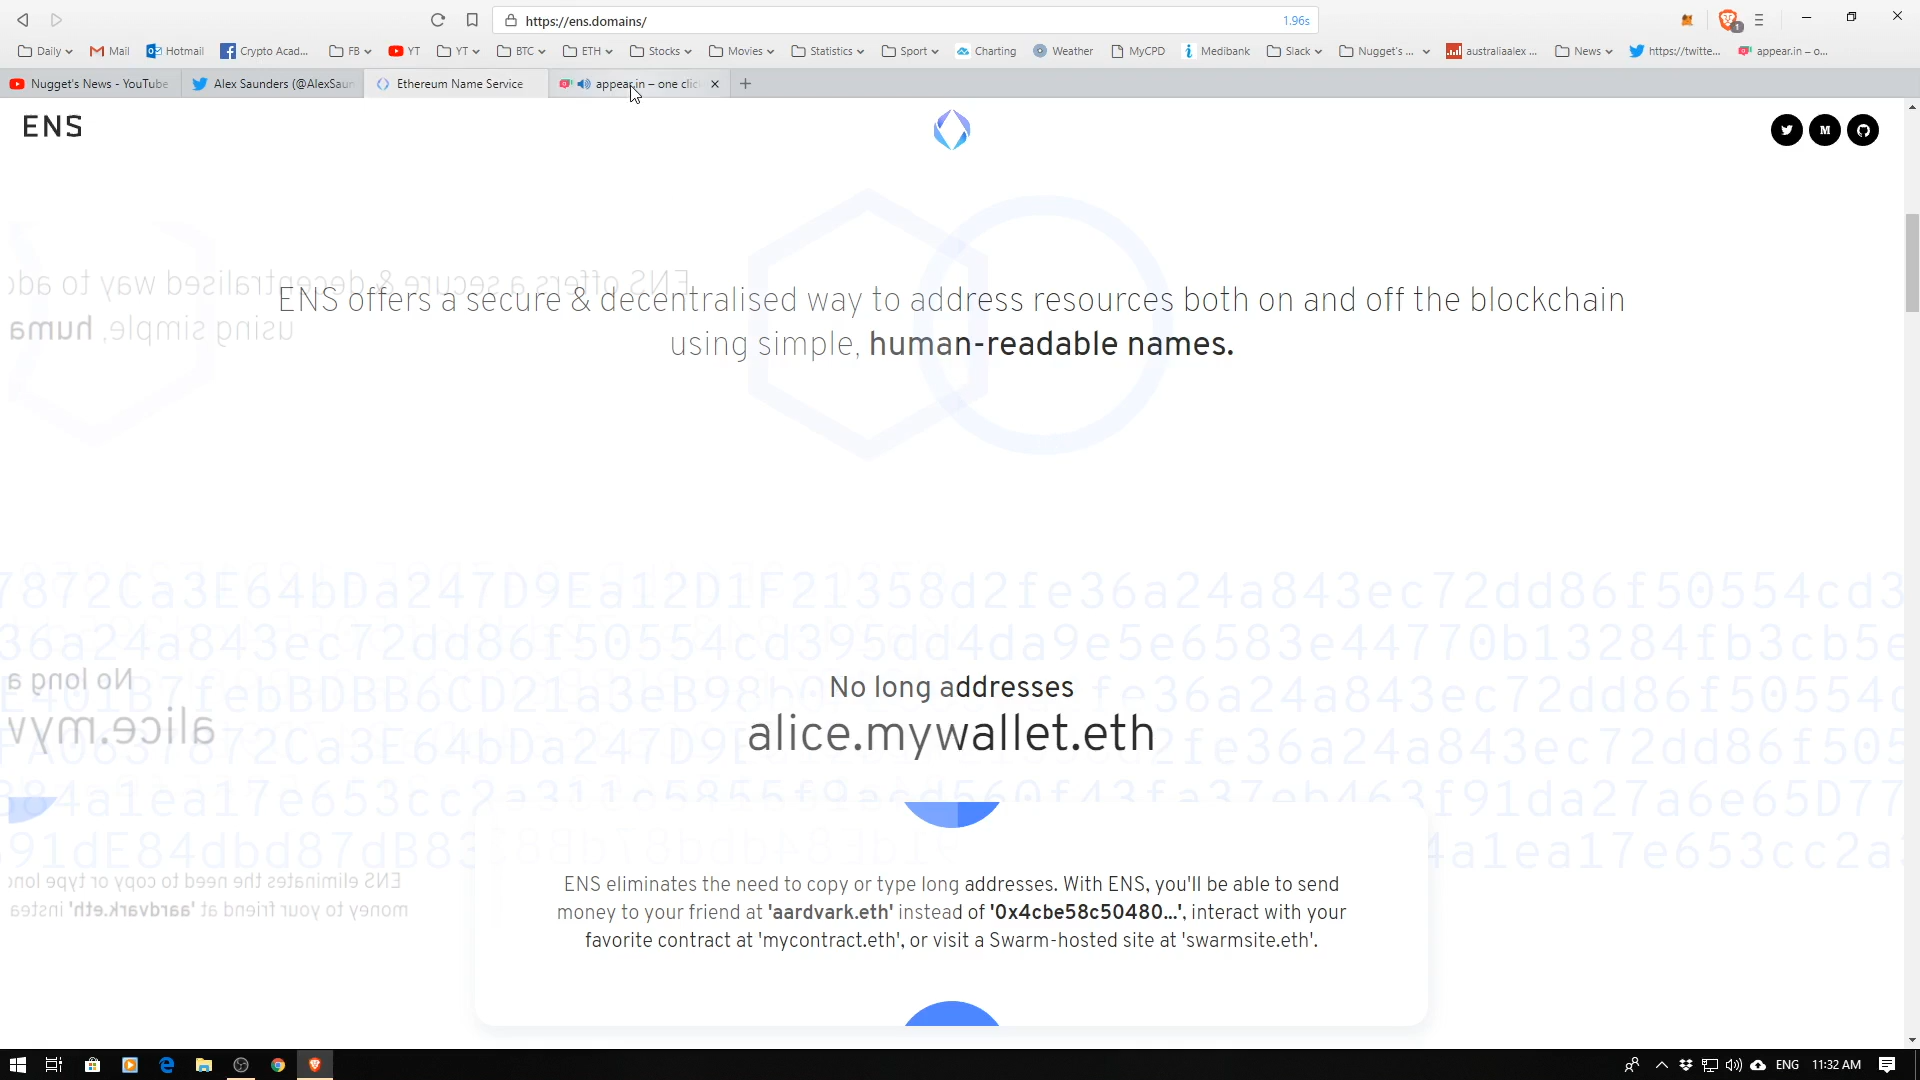 https://ens.domains/
1.96s
1
Daily
Mail
Hotmail
Crypto Acad...
FB
YT
YT
BTC
ETH
Stocks
Movies
Statistics
Sport
Charting
Weather
MyCPD
Medibank
Slack
Nugget's ...
australiaalex ...
News
https://twitte...
appear.in – o...
Nugget's News - YouTube
Alex Saunders (@AlexSaun
Ethereum Name Service
appear.in – one clic
ENS
M
ENS offers a secure & decentralised way to address resources both on and off the blockchain
using simple, human-readable names.
No long addresses
alice.mywallet.eth
ENS eliminates the need to copy or type long addresses. With ENS, you'll be able to send
money to your friend at 'aardvark.eth' instead of '0x4cbe58c50480...', interact with your
favorite contract at 'mycontract.eth', or visit a Swarm-hosted site at 'swarmsite.eth'.
ENG
11:32 AM